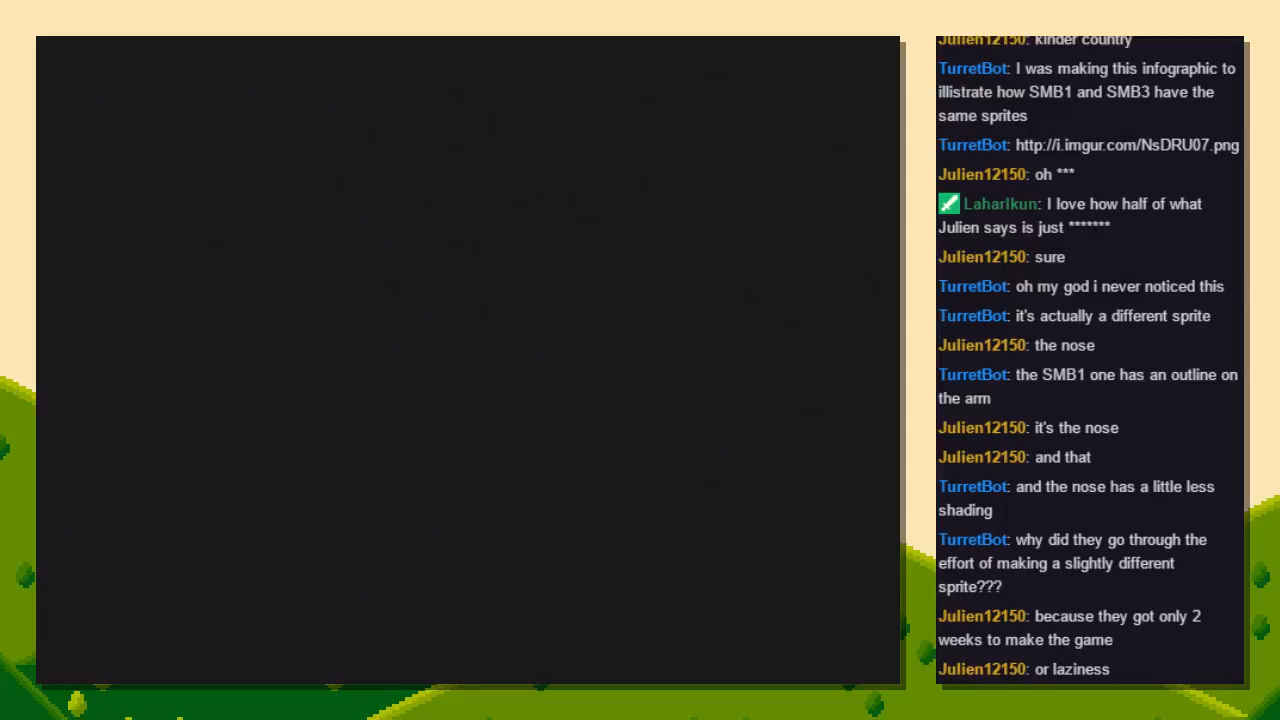 Julien12150: kinder country
TurretBot: I was making this infographic to
illistrate how SMB1 and SMB3 have the
same sprites
TurretBot: http://i.imgur.com/NsDRU07.png
Julien12150: oh ***
LaharIkun: I love how half of what
Julien says is just *******
Julien12150: sure
TurretBot: oh my god i never noticed this
TurretBot: it's actually a different sprite
Julien12150: the nose
TurretBot: the SMB1 one has an outline on
the arm
Julien12150: it's the nose
Julien12150: and that
TurretBot: and the nose has a little less
shading
TurretBot: why did they go through the
effort of making a slightly different
sprite???
Julien12150: because they got only 2
weeks to make the game
Julien12150: or laziness